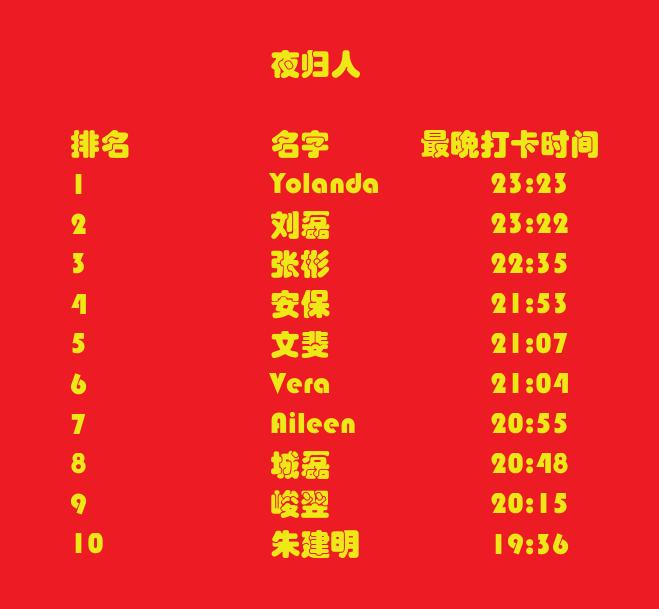 夜归人
排名 名字 最晚打卡时间
1 Yolanda 23:23
2 刘磊 23:22
3 张彬 22:35
4 安保 21:53
5 文斐 21:07
6 Vera 21:04
7 Aileen 20:55
8 城磊 20:48
9 峻翌 20:15
10 朱建明 19:36